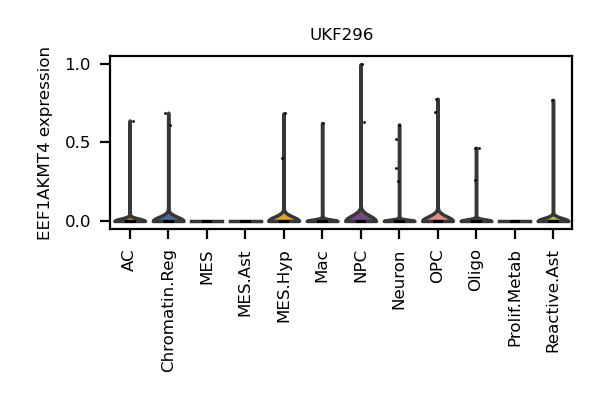 UKF296
EEF1AKMT4 expression
1.0
0.5
0.0
AC
Chromatin.Reg
MES
MES.Ast
MES.Hyp
Mac
NPC
Neuron
OPC
Oligo
Prolif.Metab
Reactive.Ast